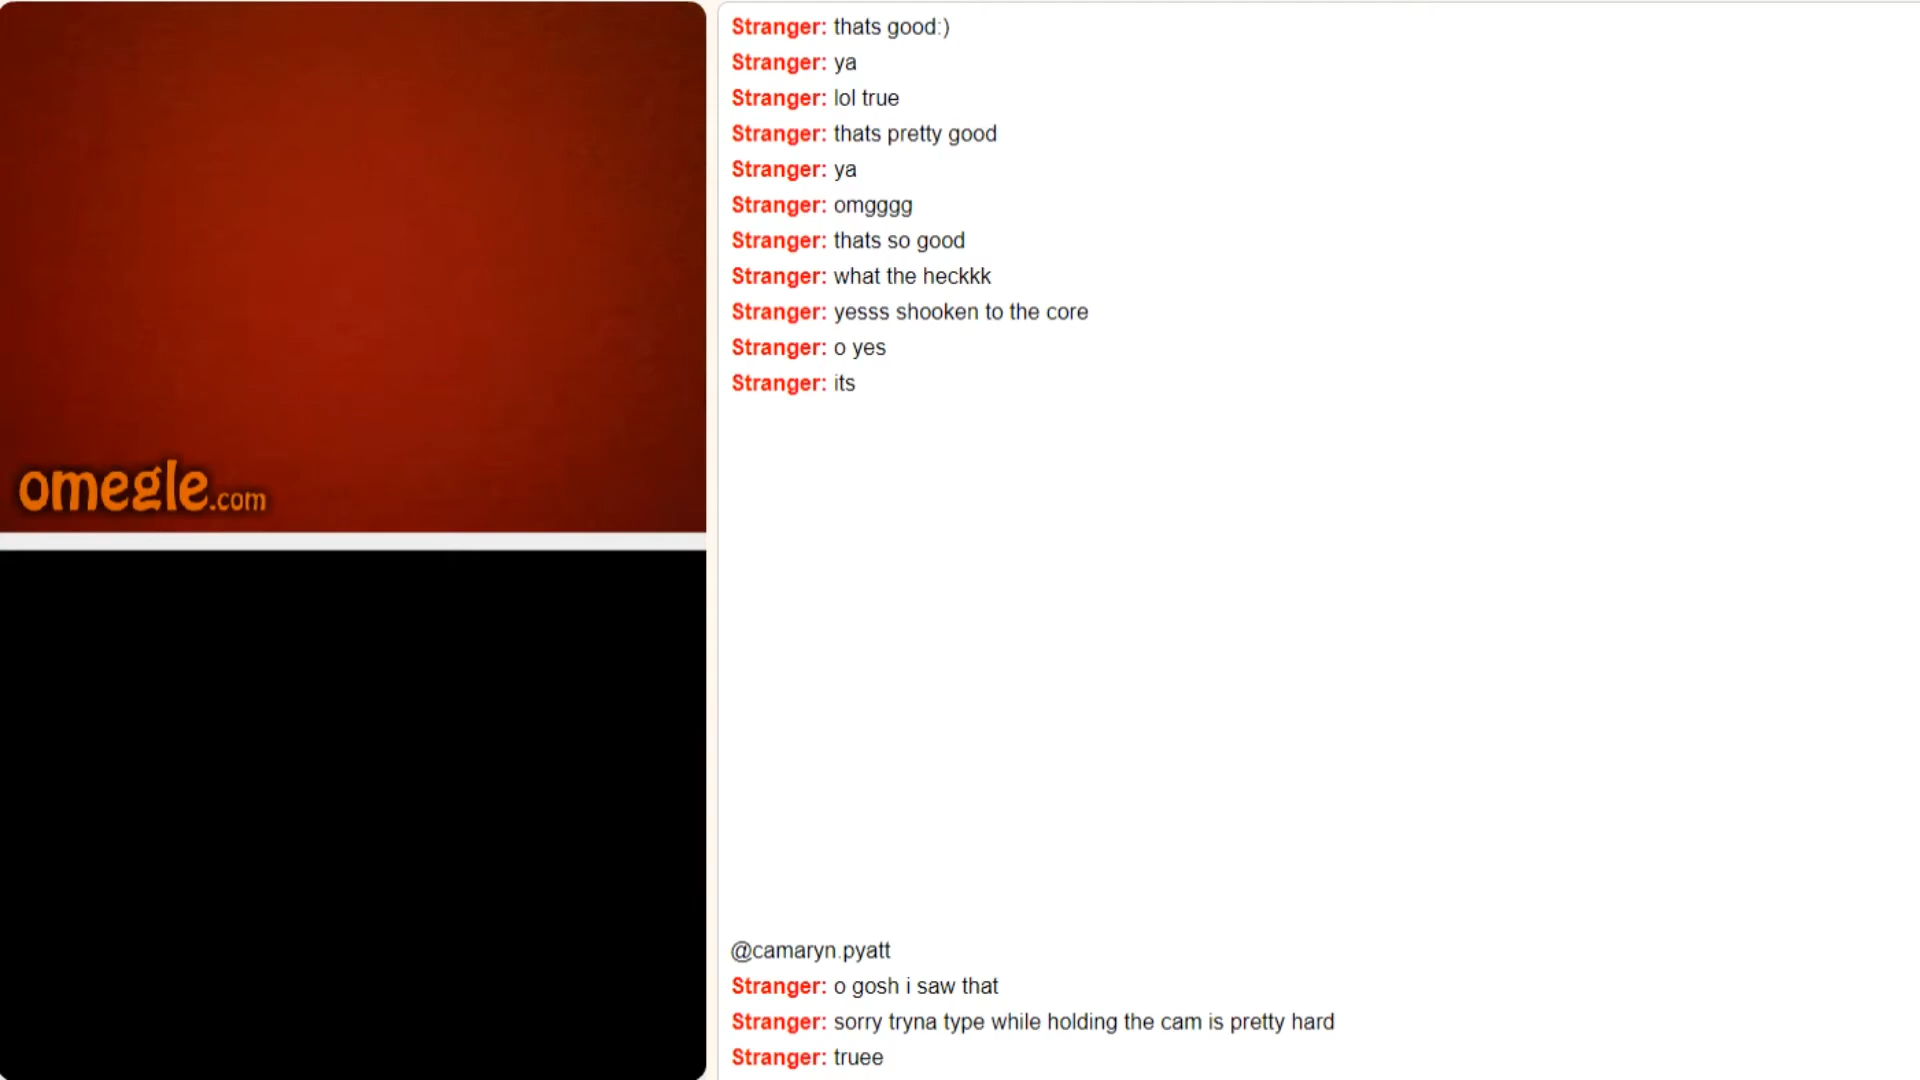 Stranger: thats good:)
Stranger: ya
Stranger: lol true
Stranger: thats pretty good
Stranger: ya
Stranger: omgggg
Stranger: thats so good
Stranger: what the heckkk
Stranger: yesss shooken to the core
Stranger: o yes
Stranger: its
omegle.com
@camaryn.pyatt
Stranger: o gosh i saw that
Stranger: sorry tryna type while holding the cam is pretty hard
Stranger: truee